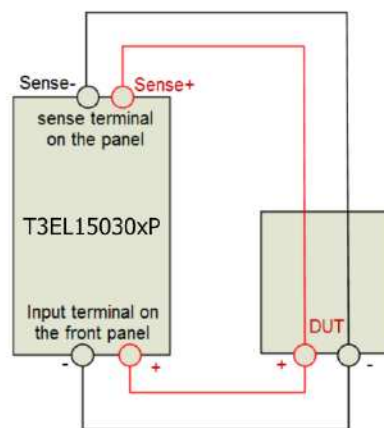 Sense-
Sense+
sense terminal
on the panel
T3EL15030xP
Input terminal on
the front panel
DUT
- + + -